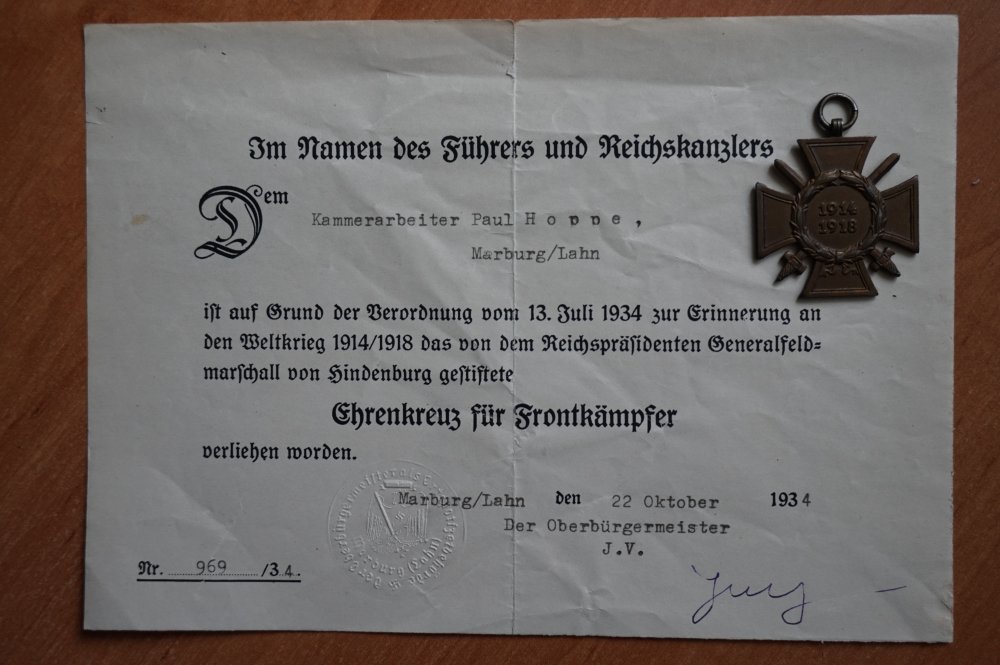 Im Namen des Führers und Reichskanzlers
Dem
Kammerarbeiter Paul Hoppe,
Marburg/Lahn
1914
1918
ist auf Grund der Verordnung vom 13. Juli 1934 zur Erinnerung an
den Weltkrieg 1914/1918 das von dem Reichspräsidenten Generalfeld=
marschall von Hindenburg gestiftete
Ehrenkreuz für Frontkämpfer
verliehen worden.
Marburg/Lahn den 22 Oktober 1934
Der Oberbürgermeister
J.V.
Nr. 969 /34.